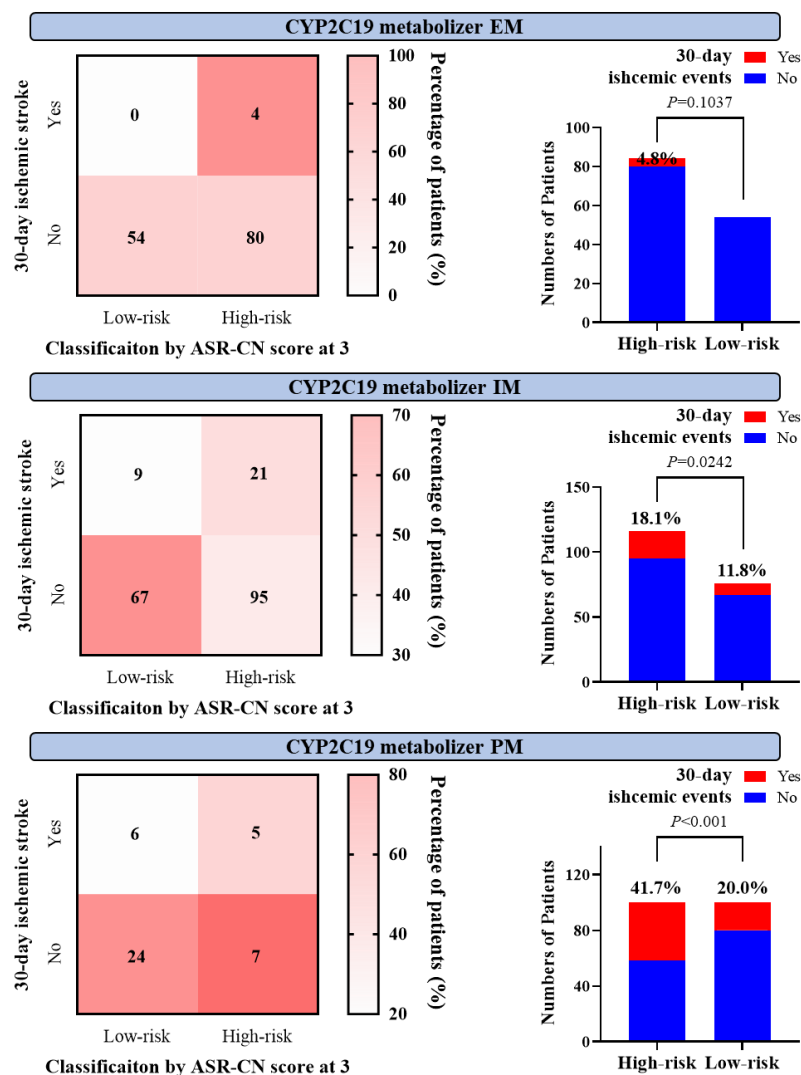 CYP2C19 metabolizer EM
30-day ischemic stroke
Yes
No
0
4
54
80
Low-risk
High-risk
Classificaiton by ASR-CN score at 3
100
80
60
40
20
0
Percentage of patients (%)
30-day
ishcemic events
Yes
No
P=0.1037
4.8%
Numbers of Patients
100
80
60
40
20
0
High-risk
Low-risk
CYP2C19 metabolizer IM
30-day ischemic stroke
Yes
No
9
21
67
95
Low-risk
High-risk
Classificaiton by ASR-CN score at 3
70
60
50
40
30
Percentage of patients (%)
30-day
ishcemic events
Yes
No
P=0.0242
18.1%
11.8%
Numbers of Patients
150
100
50
0
High-risk
Low-risk
CYP2C19 metabolizer PM
30-day ischemic stroke
Yes
No
6
5
24
7
Low-risk
High-risk
Classificaiton by ASR-CN score at 3
80
60
40
20
Percentage of patients (%)
30-day
ishcemic events
Yes
No
P<0.001
41.7%
20.0%
Numbers of Patients
120
80
40
0
High-risk
Low-risk